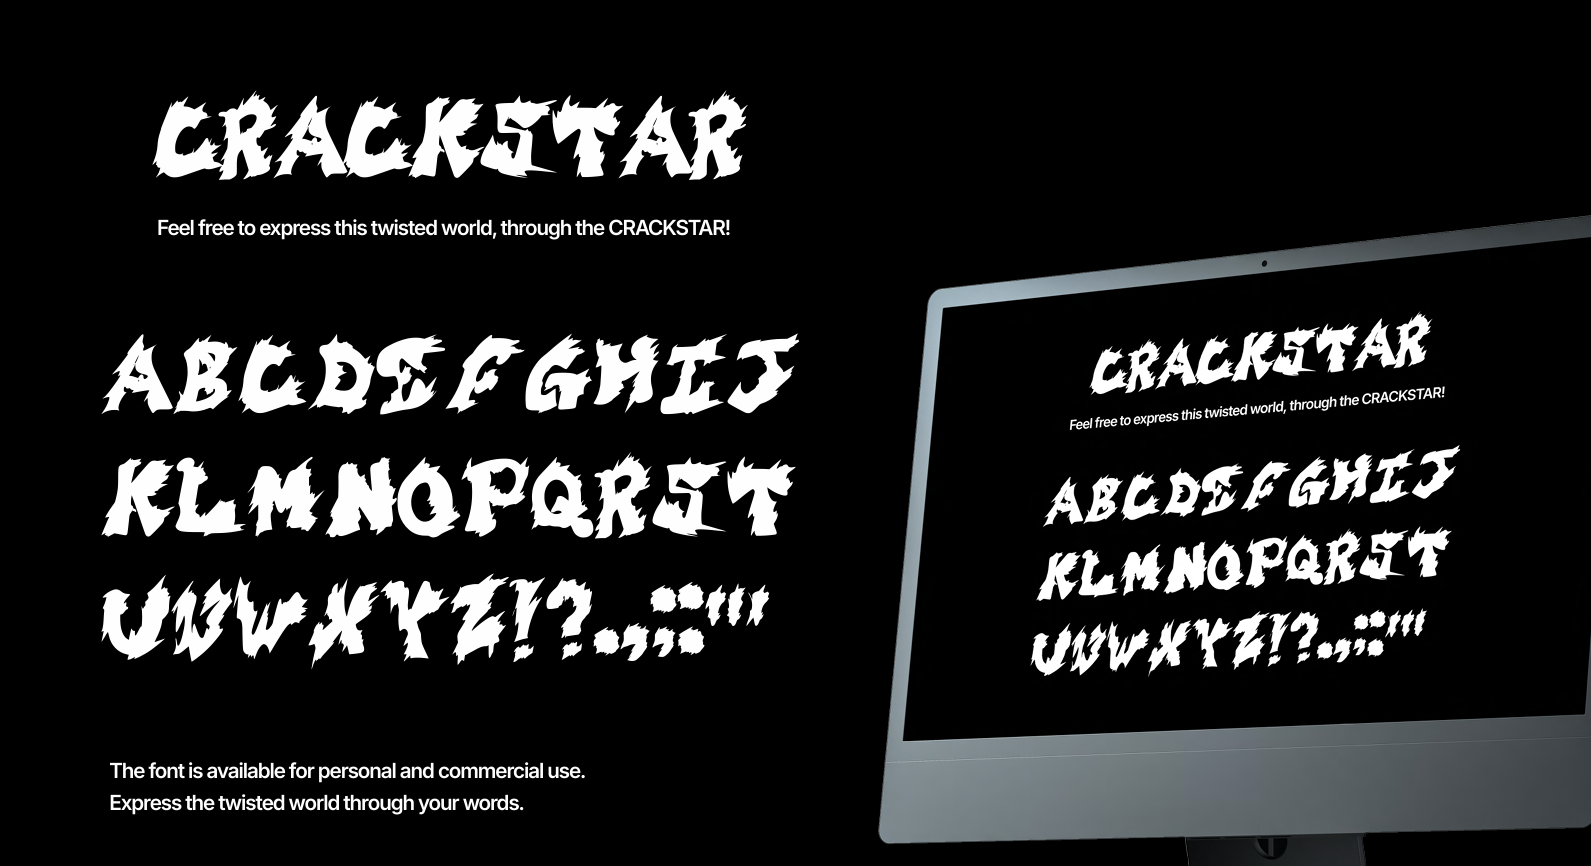 CRACKSTAR
Feel free to express this twisted world, through the CRACKSTAR!
ABCDEFGHIJ
KLMNOPQRST
UVWXYZ!?.,;:"'
The font is available for personal and commercial use.
Express the twisted world through your words.
CRACKSTAR
Feel free to express this twisted world, through the CRACKSTAR!
ABCDEFGHIJ
KLMNOPQRST
UVWXYZ!?.,;:"'